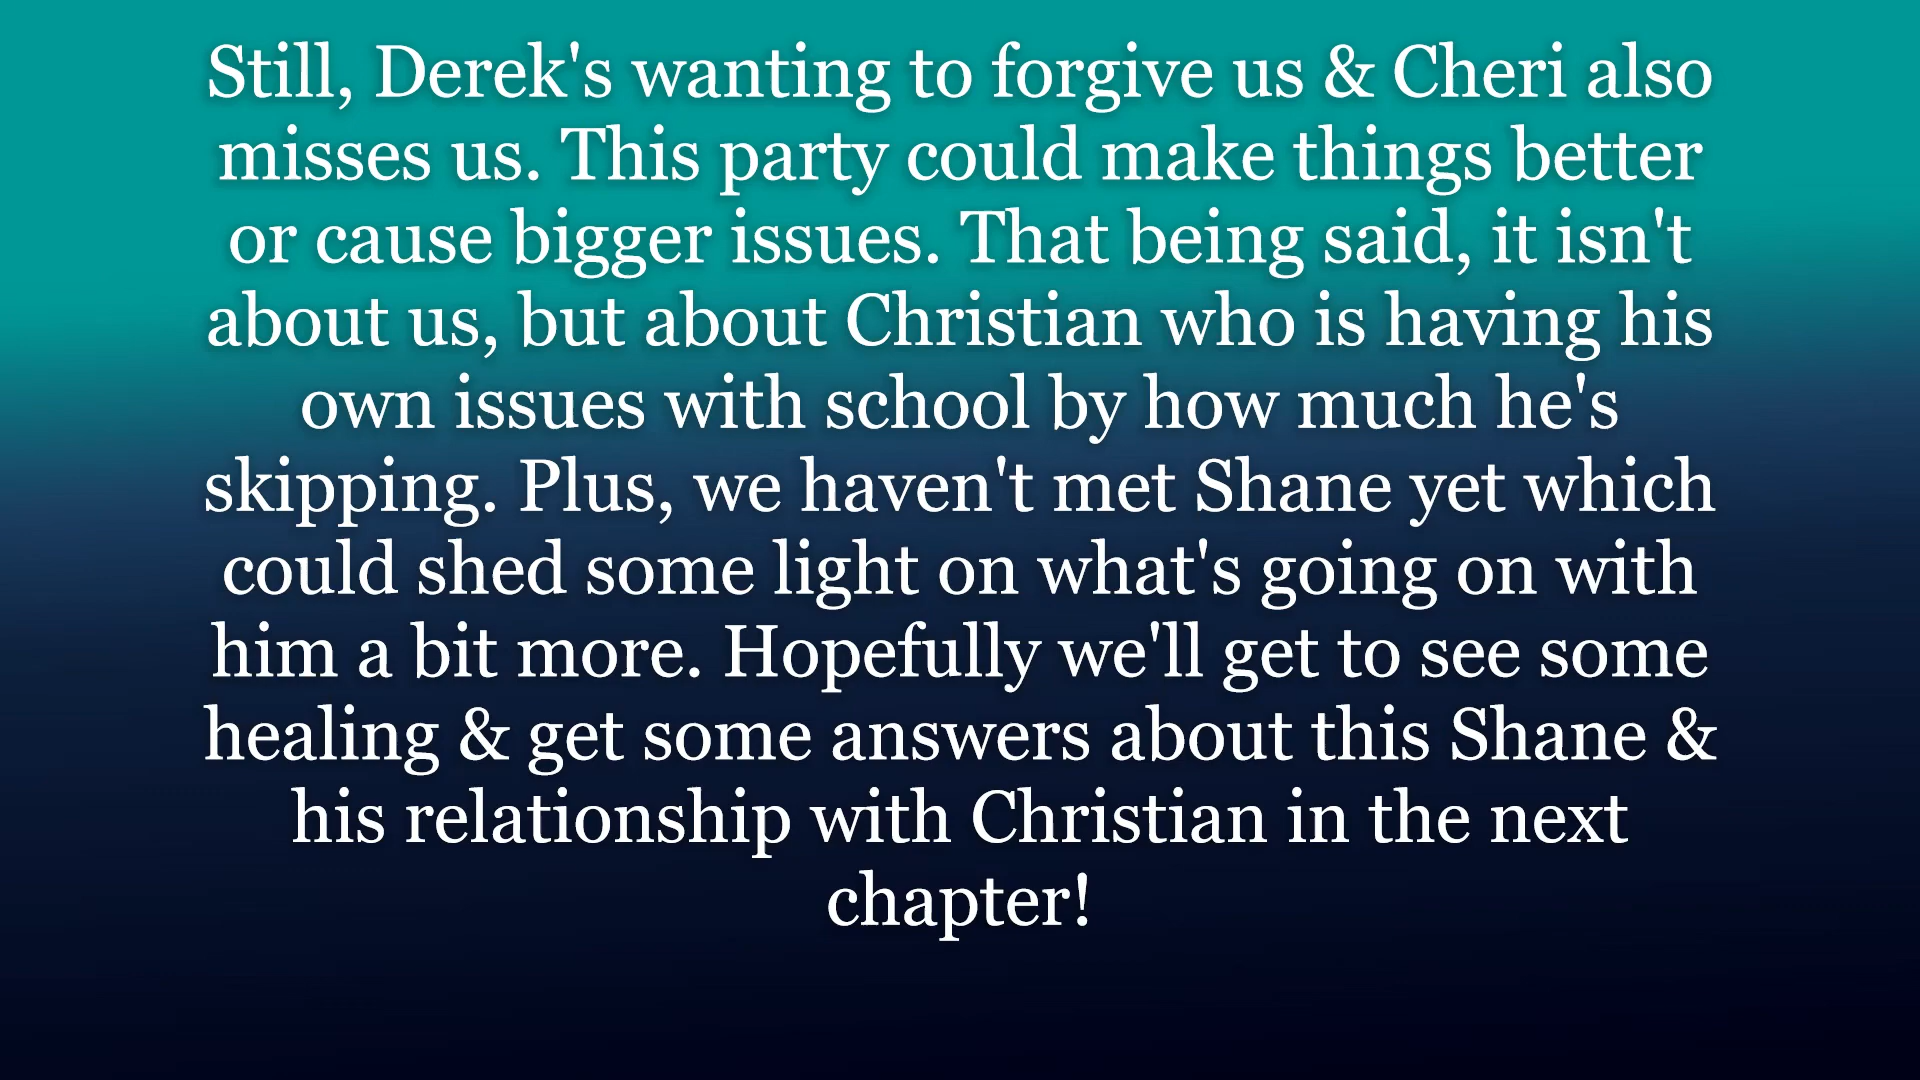 Still, Derek's wanting to forgive us & Cheri also
misses us. This party could make things better
or cause bigger issues. That being said, it isn't
about us, but about Christian who is having his
own issues with school by how much he's
skipping. Plus, we haven't met Shane yet which
could shed some light on what's going on with
him a bit more. Hopefully we'll get to see some
healing & get some answers about this Shane &
his relationship with Christian in the next
chapter!